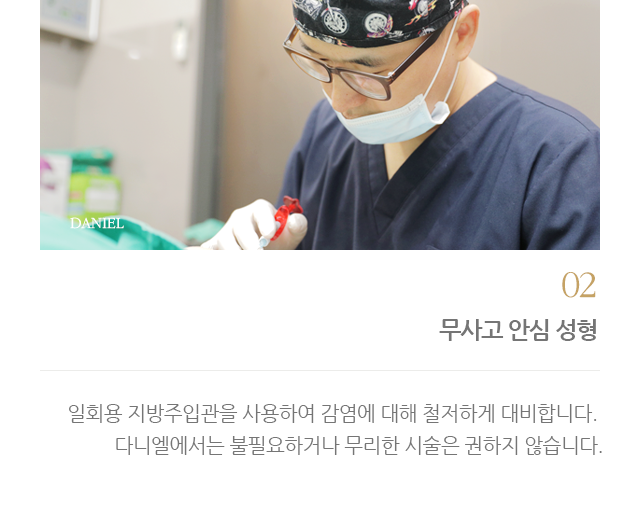 DANIEL
02
무사고 안심 성형
일회용 지방주입관을 사용하여 감염에 대해 철저하게 대비합니다.
다니엘에서는 불필요하거나 무리한 시술은 권하지 않습니다.